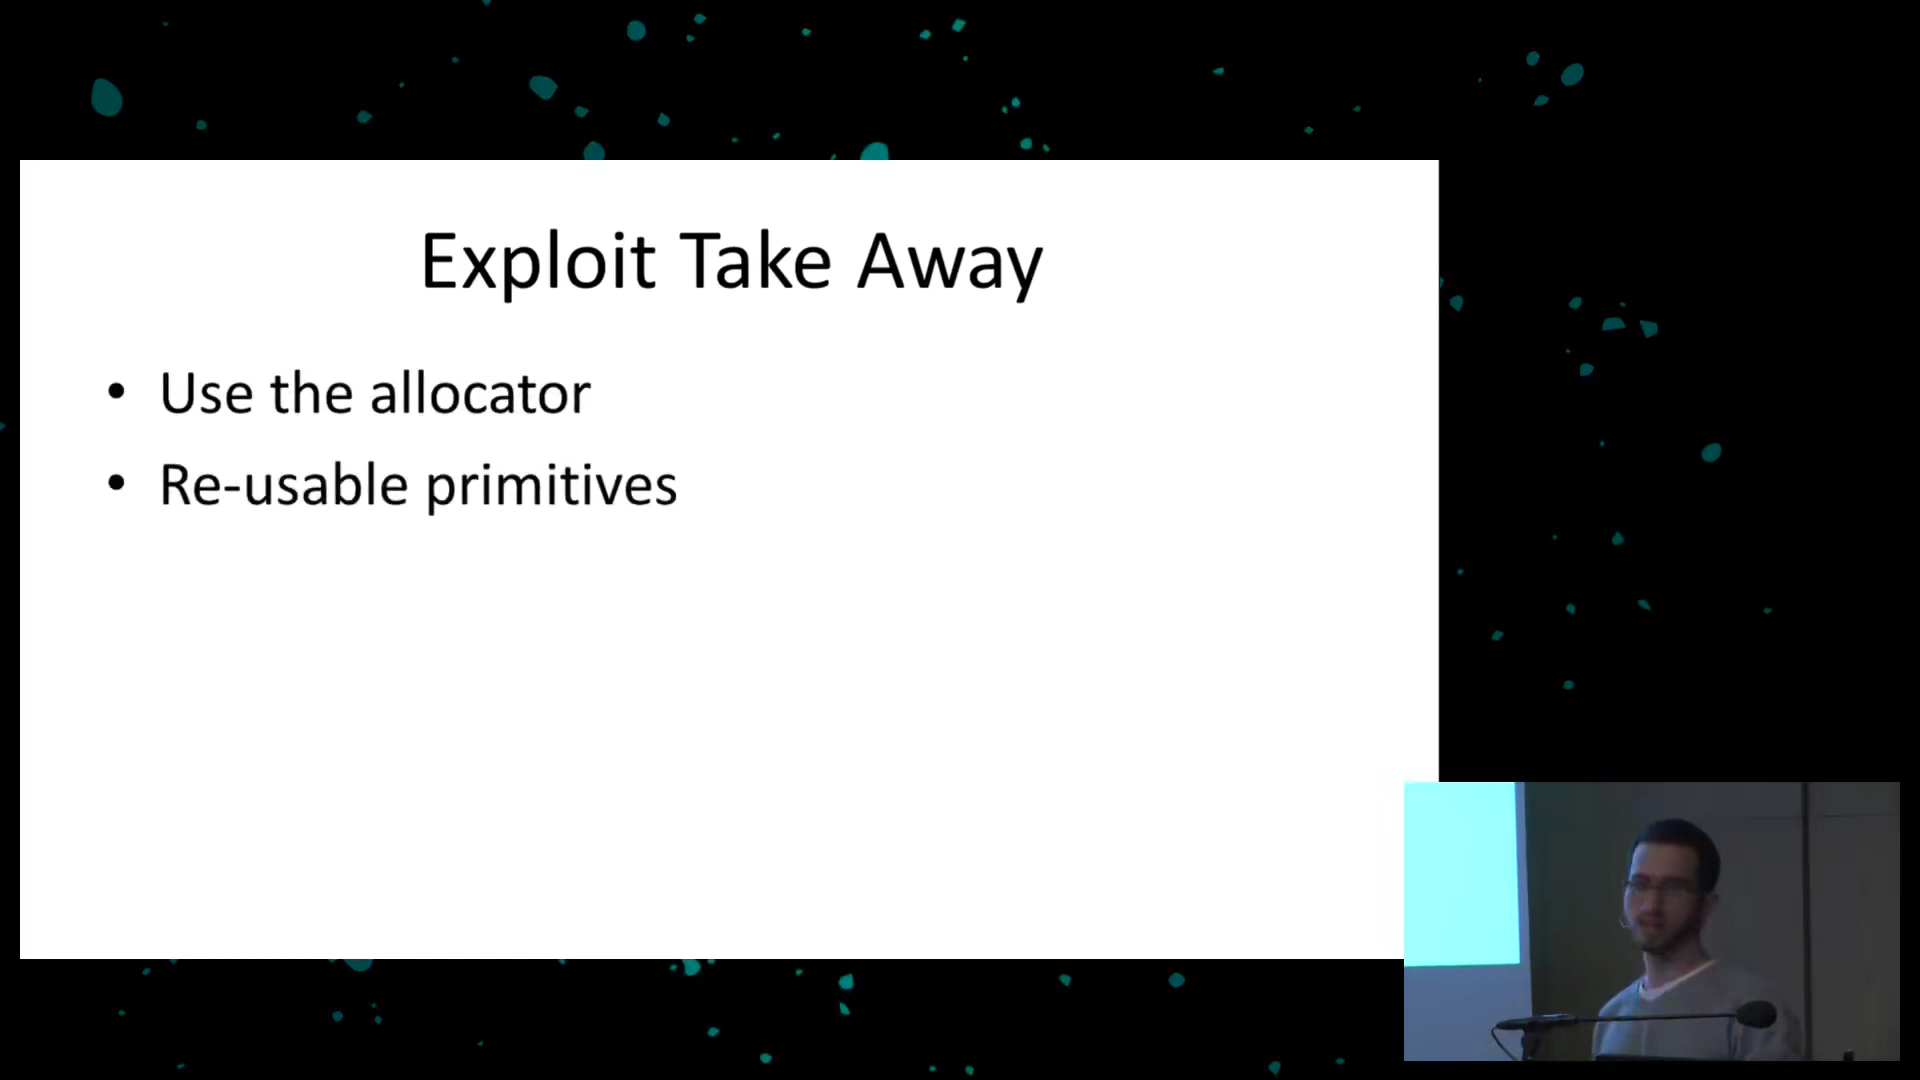 Exploit Take Away
• Use the allocator
• Re-usable primitives